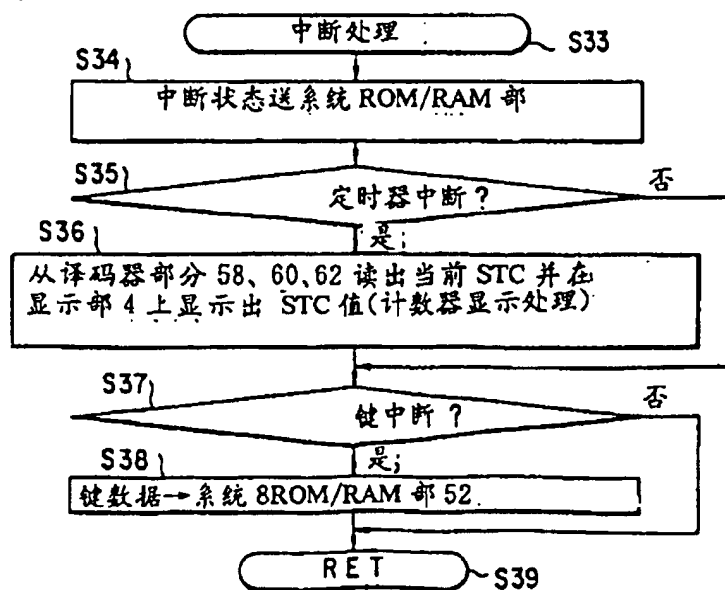 中断处理
S33
S34
中断状态送系统 ROM/RAM 部
S35
定时器中断?
否
S36
是;
从译码器部分 58、60、62 读出当前 STC 并在
显示部 4 上显示出 STC 值(计数器显示处理)
S37
键中断?
否
S38
是;
键数据→系统 8ROM/RAM 部 52
RET
S39